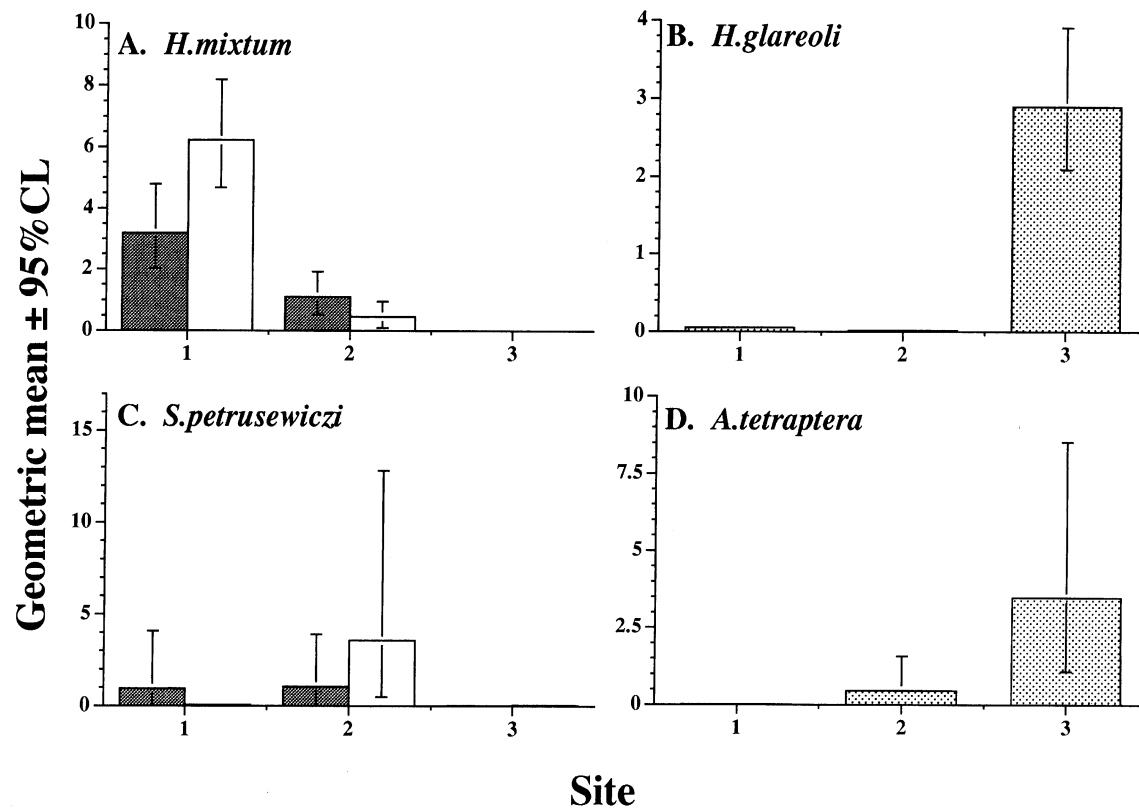 Geometric mean ± 95%CL
A. H.mixtum
10
8
6
4
2
0
1 2 3
B. H.glareoli
4
3
2
1
0
1 2 3
C. S.petrusewiczi
15
10
5
0
1 2 3
D. A.tetraptera
10
7.5
5
2.5
0
1 2 3
Site